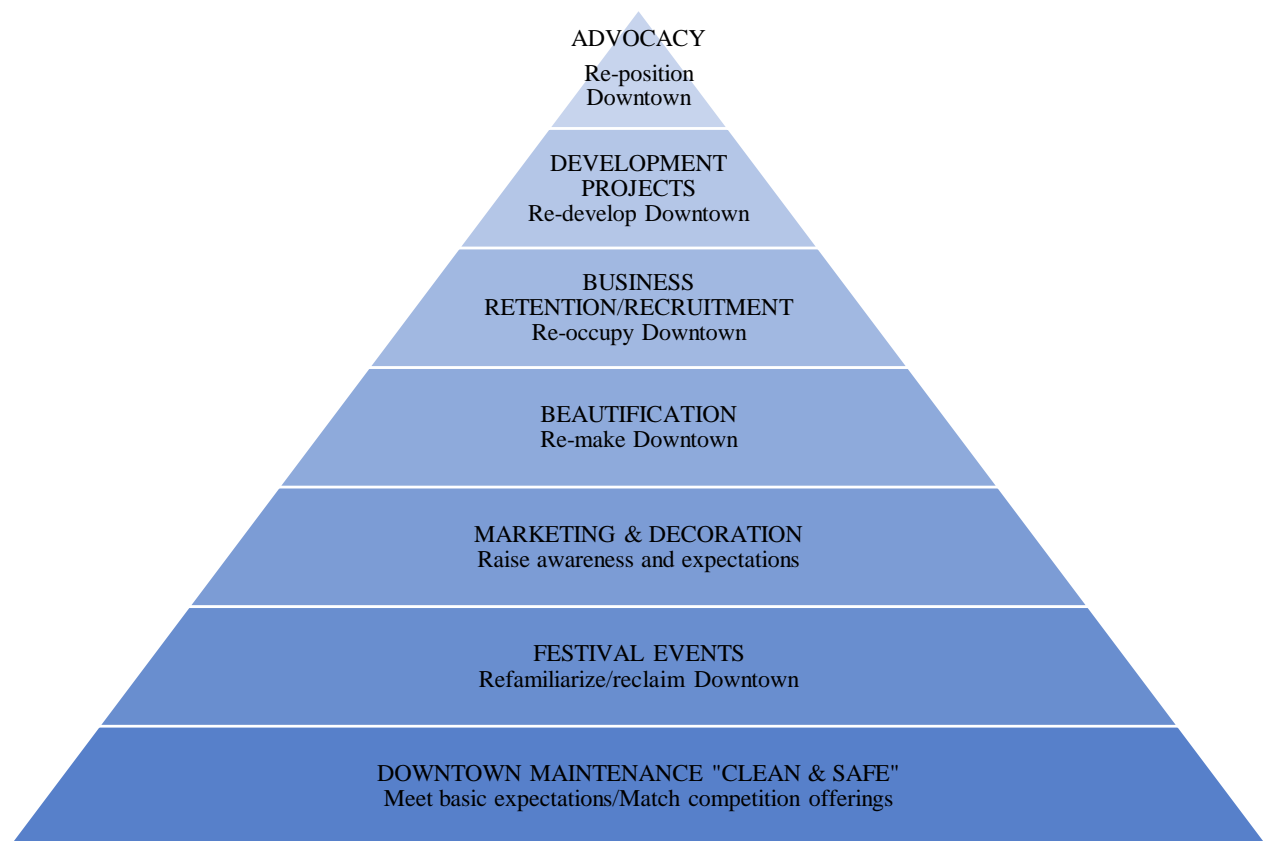 ADVOCACY
Re-position
Downtown
DEVELOPMENT
PROJECTS
Re-develop Downtown
BUSINESS
RETENTION/RECRUITMENT
Re-occupy Downtown
BEAUTIFICATION
Re-make Downtown
MARKETING & DECORATION
Raise awareness and expectations
FESTIVAL EVENTS
Refamiliarize/reclaim Downtown
DOWNTOWN MAINTENANCE "CLEAN & SAFE"
Meet basic expectations/Match competition offerings